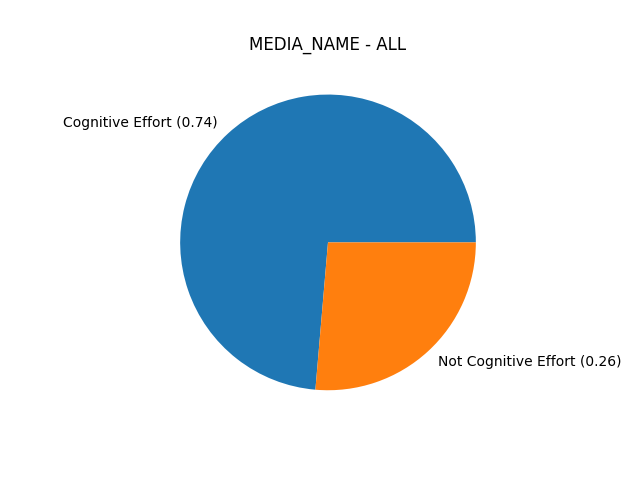 MEDIA_NAME - ALL
Cognitive Effort (0.74)
Not Cognitive Effort (0.26)